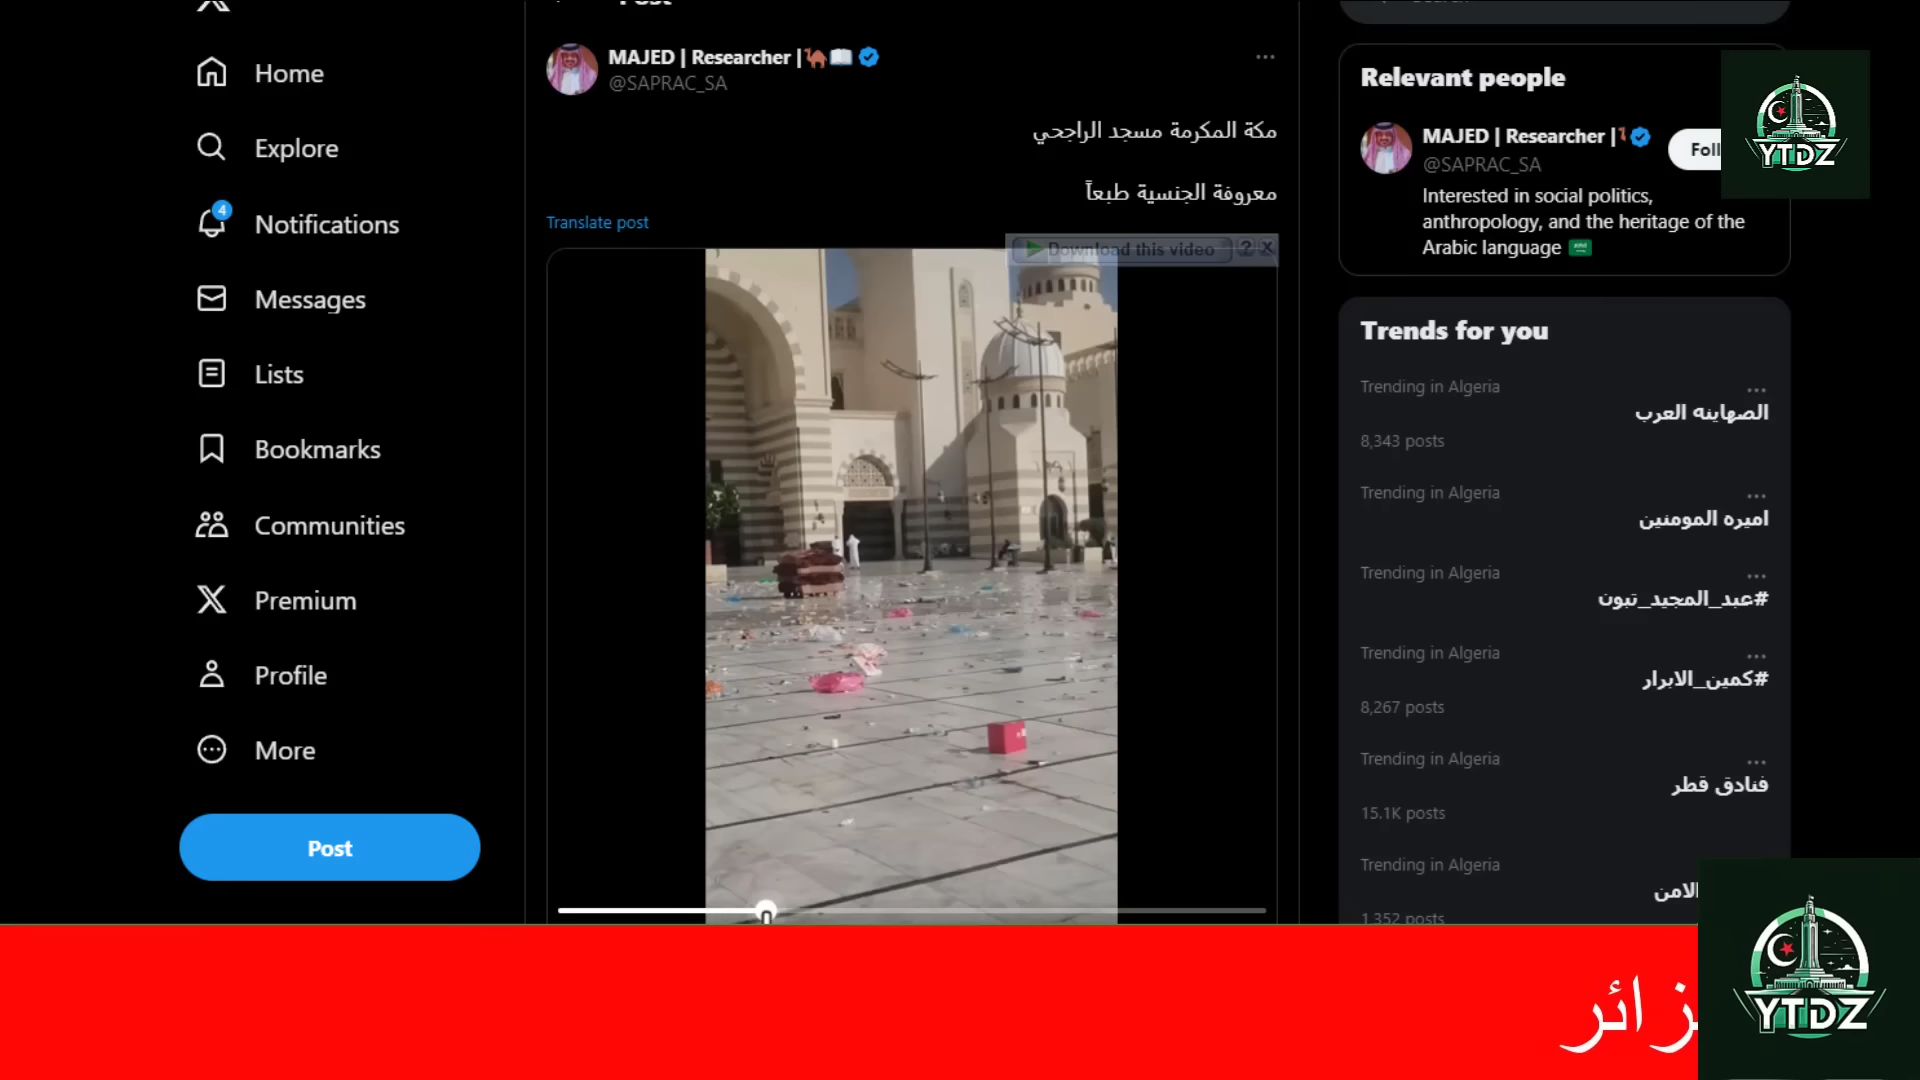 Home
Explore
4
Notifications
Messages
Lists
Bookmarks
Communities
Premium
Profile
More
Post
MAJED | Researcher |
@SAPRAC_SA
مكة المكرمة مسجد الراجحي
معروفة الجنسية طبعاً
Translate post
Download this video
? X
Relevant people
MAJED | Researcher |
@SAPRAC_SA
Interested in social politics,
anthropology, and the heritage of the
Arabic language
YTDZ
Trends for you
Trending in Algeria
الصهاينه العرب
8,343 posts
Trending in Algeria
اميره المومنين
Trending in Algeria
#عبد_المجيد_تبون
Trending in Algeria
#كمين_الابرار
8,267 posts
Trending in Algeria
فنادق قطر
15.1K posts
Trending in Algeria
الامن
1,352 posts
زائر
YTDZ